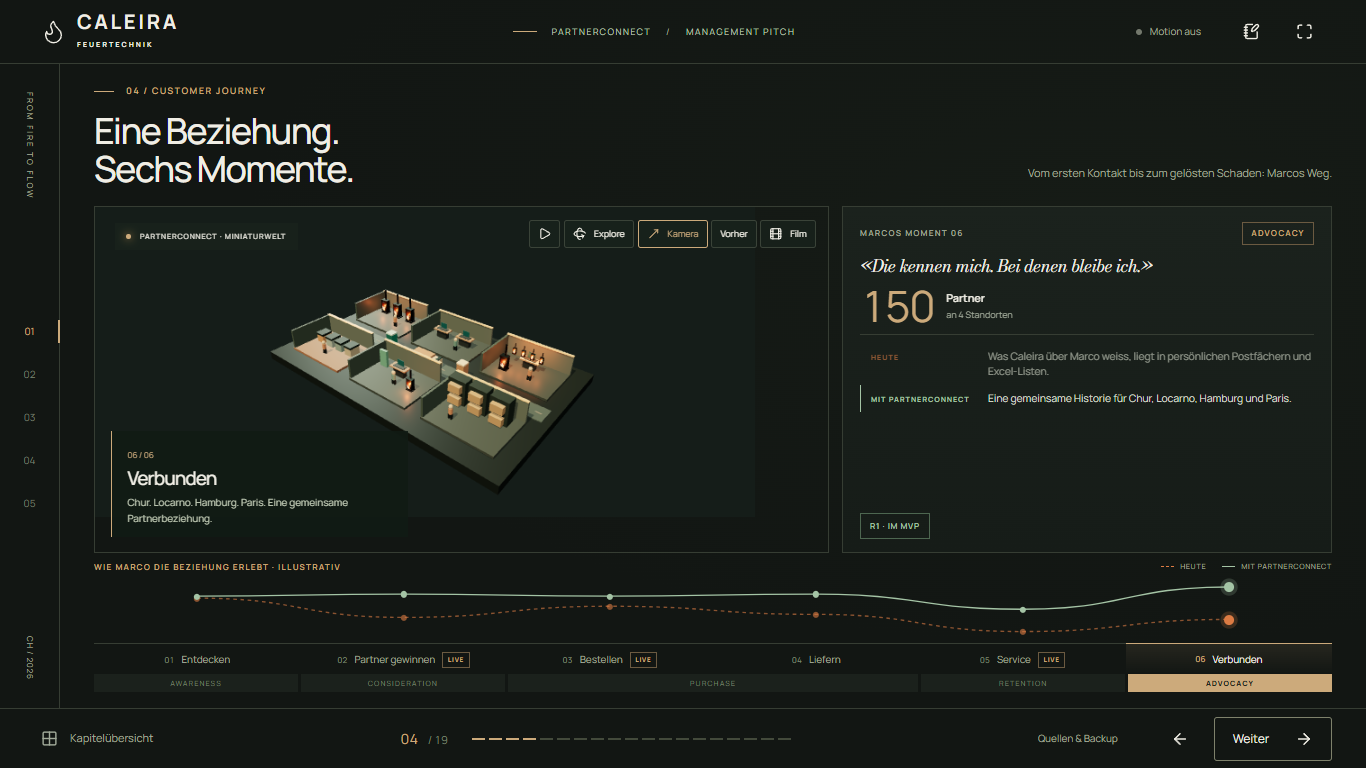 CALEIRA
FEUERTECHNIK
PARTNERCONNECT / MANAGEMENT PITCH
Motion aus
FROM FIRE TO FLOW
01
02
03
04
05
CH / 2026
04 / CUSTOMER JOURNEY
Eine Beziehung.
Sechs Momente.
Vom ersten Kontakt bis zum gelösten Schaden: Marcos Weg.
PARTNERCONNECT · MINIATURWELT
Explore
Kamera
Vorher
Film
06 / 06
Verbunden
Chur. Locarno. Hamburg. Paris. Eine gemeinsame
Partnerbeziehung.
MARCOS MOMENT 06
ADVOCACY
«Die kennen mich. Bei denen bleibe ich.»
150
Partner
an 4 Standorten
HEUTE
Was Caleira über Marco weiss, liegt in persönlichen Postfächern und
Excel-Listen.
MIT PARTNERCONNECT
Eine gemeinsame Historie für Chur, Locarno, Hamburg und Paris.
R1 · IM MVP
WIE MARCO DIE BEZIEHUNG ERLEBT · ILLUSTRATIV
HEUTE
MIT PARTNERCONNECT
01 Entdecken
02 Partner gewinnen LIVE
03 Bestellen LIVE
04 Liefern
05 Service LIVE
06 Verbunden
AWARENESS
CONSIDERATION
PURCHASE
RETENTION
ADVOCACY
Kapitelübersicht
04 / 19
Quellen & Backup
Weiter